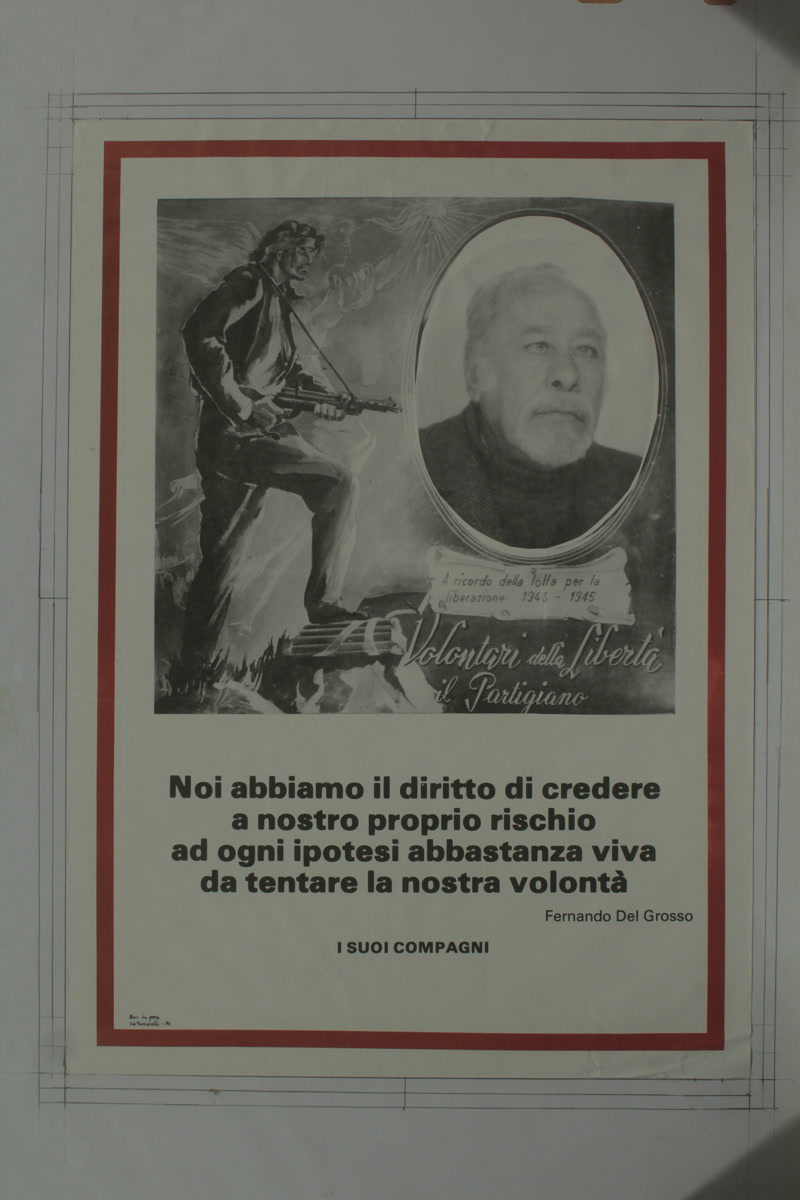 A ricordo della lotta per la
liberazione 1943 - 1945
Volontari della Libertà
il Partigiano
Noi abbiamo il diritto di credere
a nostro proprio rischio
ad ogni ipotesi abbastanza viva
da tentare la nostra volontà
Fernando Del Grosso
I SUOI COMPAGNI